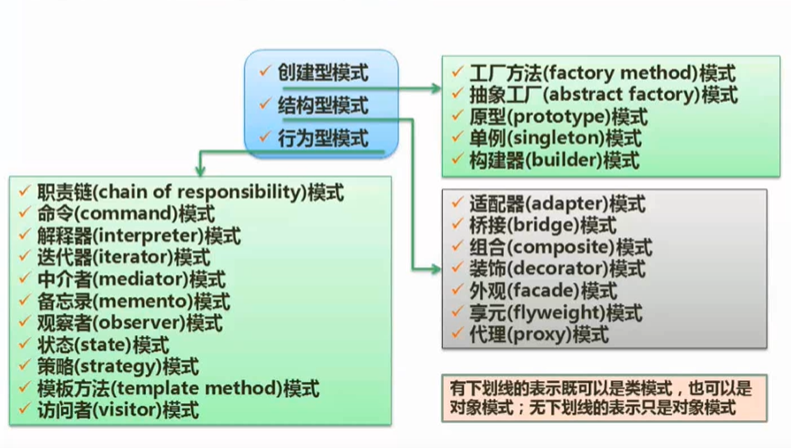 创建型模式
结构型模式
行为型模式
工厂方法(factory method)模式
抽象工厂(abstract factory)模式
原型(prototype)模式
单例(singleton)模式
构建器(builder)模式
职责链(chain of responsibility)模式
命令(command)模式
解释器(interpreter)模式
迭代器(iterator)模式
中介者(mediator)模式
备忘录(memento)模式
观察者(observer)模式
状态(state)模式
策略(strategy)模式
模板方法(template method)模式
访问者(visitor)模式
适配器(adapter)模式
桥接(bridge)模式
组合(composite)模式
装饰(decorator)模式
外观(facade)模式
享元(flyweight)模式
代理(proxy)模式
有下划线的表示既可以是类模式，也可以是
对象模式；无下划线的表示只是对象模式